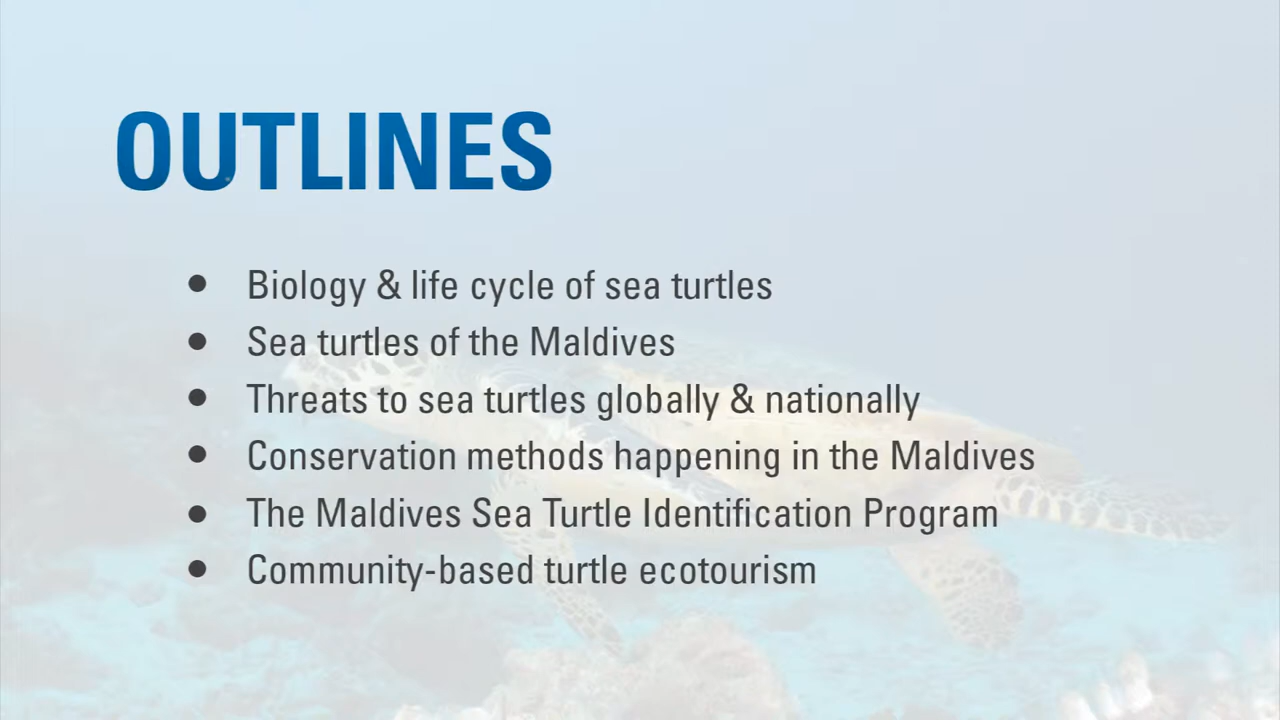 OUTLINES
• Biology & life cycle of sea turtles
• Sea turtles of the Maldives
• Threats to sea turtles globally & nationally
• Conservation methods happening in the Maldives
• The Maldives Sea Turtle Identification Program
• Community-based turtle ecotourism